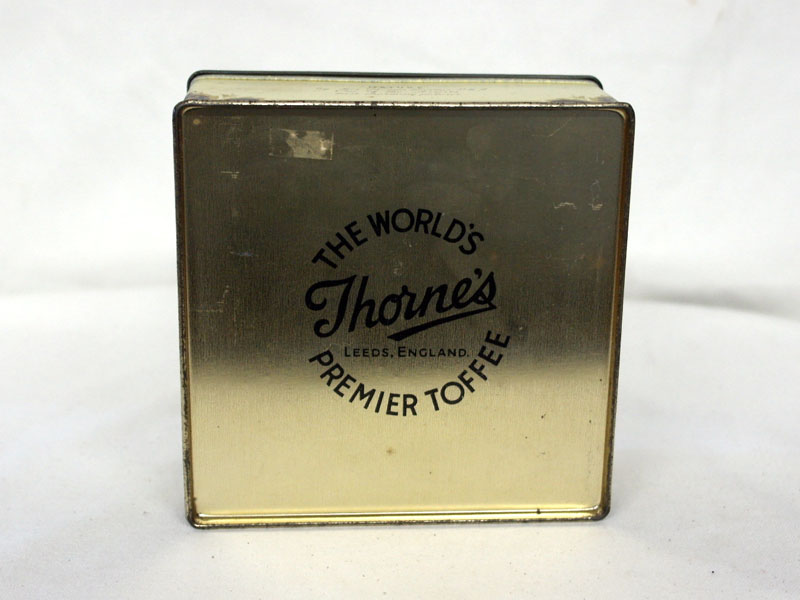 THE WORLD'S
Thorne's
LEEDS, ENGLAND.
PREMIER TOFFEE